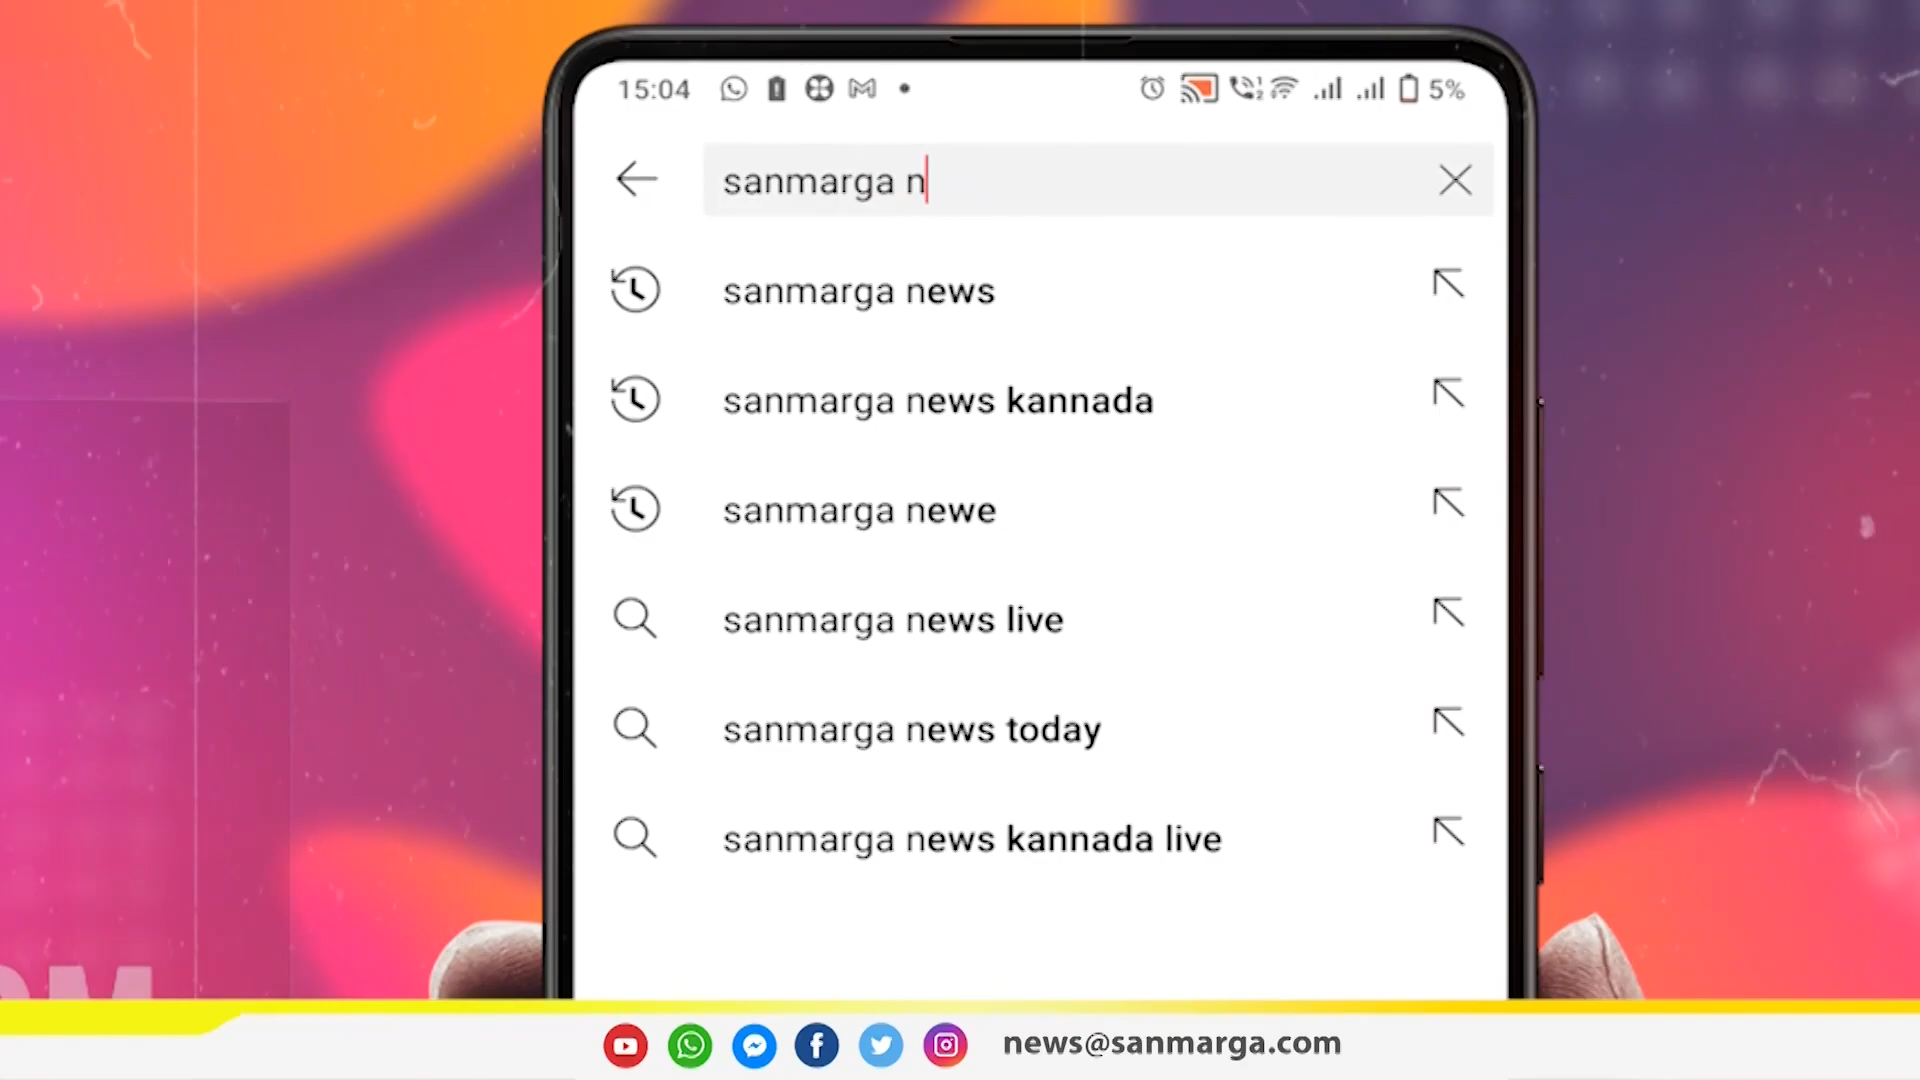 15:04
5%
sanmarga n
sanmarga news
sanmarga news kannada
sanmarga newe
sanmarga news live
sanmarga news today
sanmarga news kannada live
OM
news@sanmarga.com